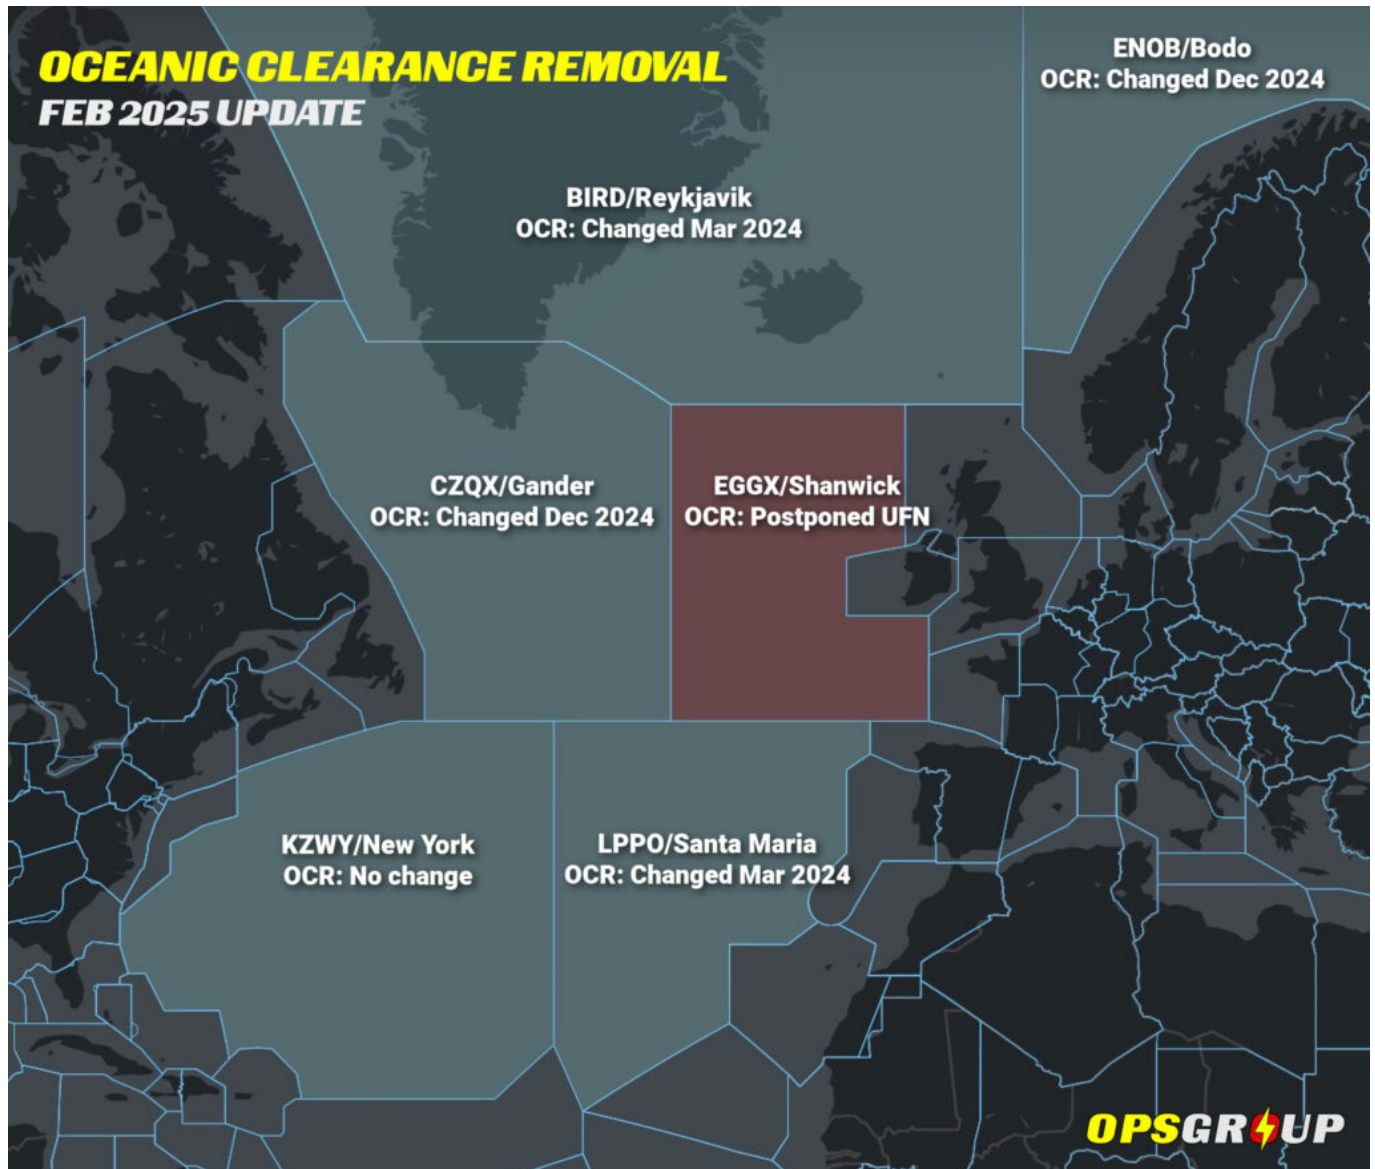 OCEANIC CLEARANCE REMOVAL
FEB 2025 UPDATE
ENOB/Bodo
OCR: Changed Dec 2024
BIRD/Reykjavik
OCR: Changed Mar 2024
CZQX/Gander
OCR: Changed Dec 2024
EGGX/Shanwick
OCR: Postponed UFN
KZWY/New York
OCR: No change
LPPO/Santa Maria
OCR: Changed Mar 2024
OPSGROUP